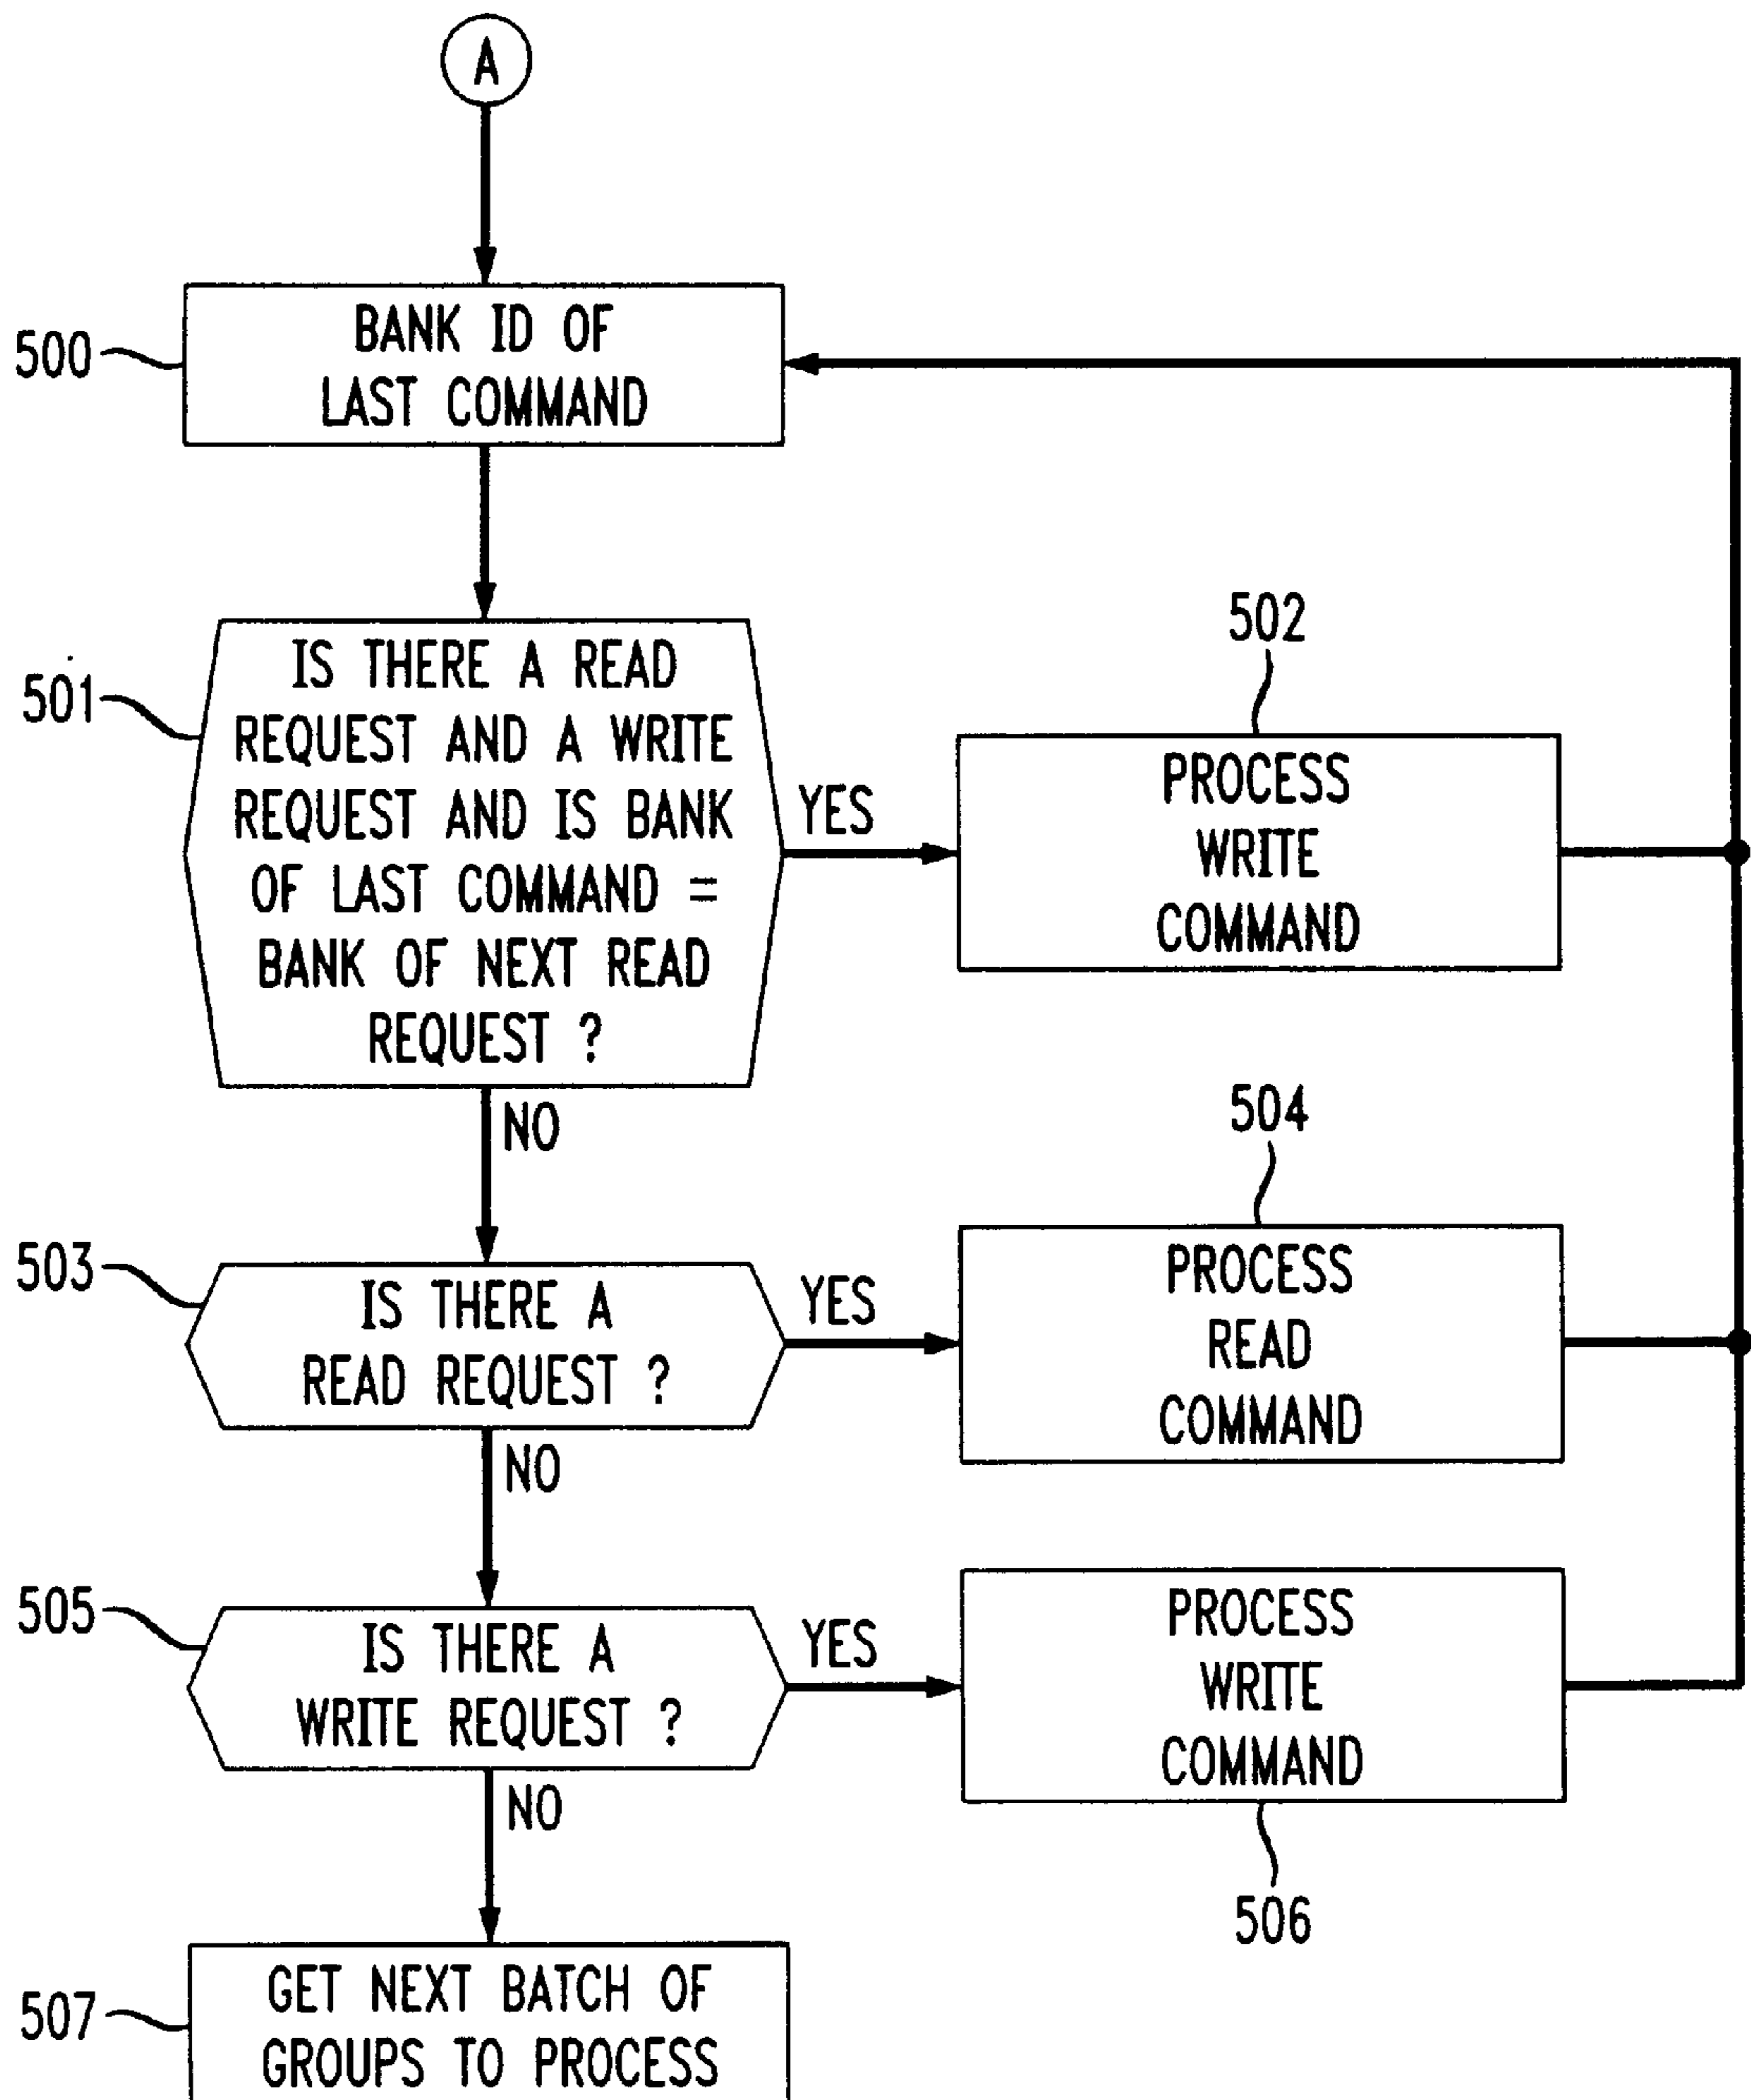 A
500
BANK ID OF
LAST COMMAND
501
IS THERE A READ
REQUEST AND A WRITE
REQUEST AND IS BANK
OF LAST COMMAND =
BANK OF NEXT READ
REQUEST ?
YES
502
PROCESS
WRITE
COMMAND
NO
503
IS THERE A
READ REQUEST ?
YES
504
PROCESS
READ
COMMAND
NO
505
IS THERE A
WRITE REQUEST ?
YES
PROCESS
WRITE
COMMAND
506
NO
507
GET NEXT BATCH OF
GROUPS TO PROCESS